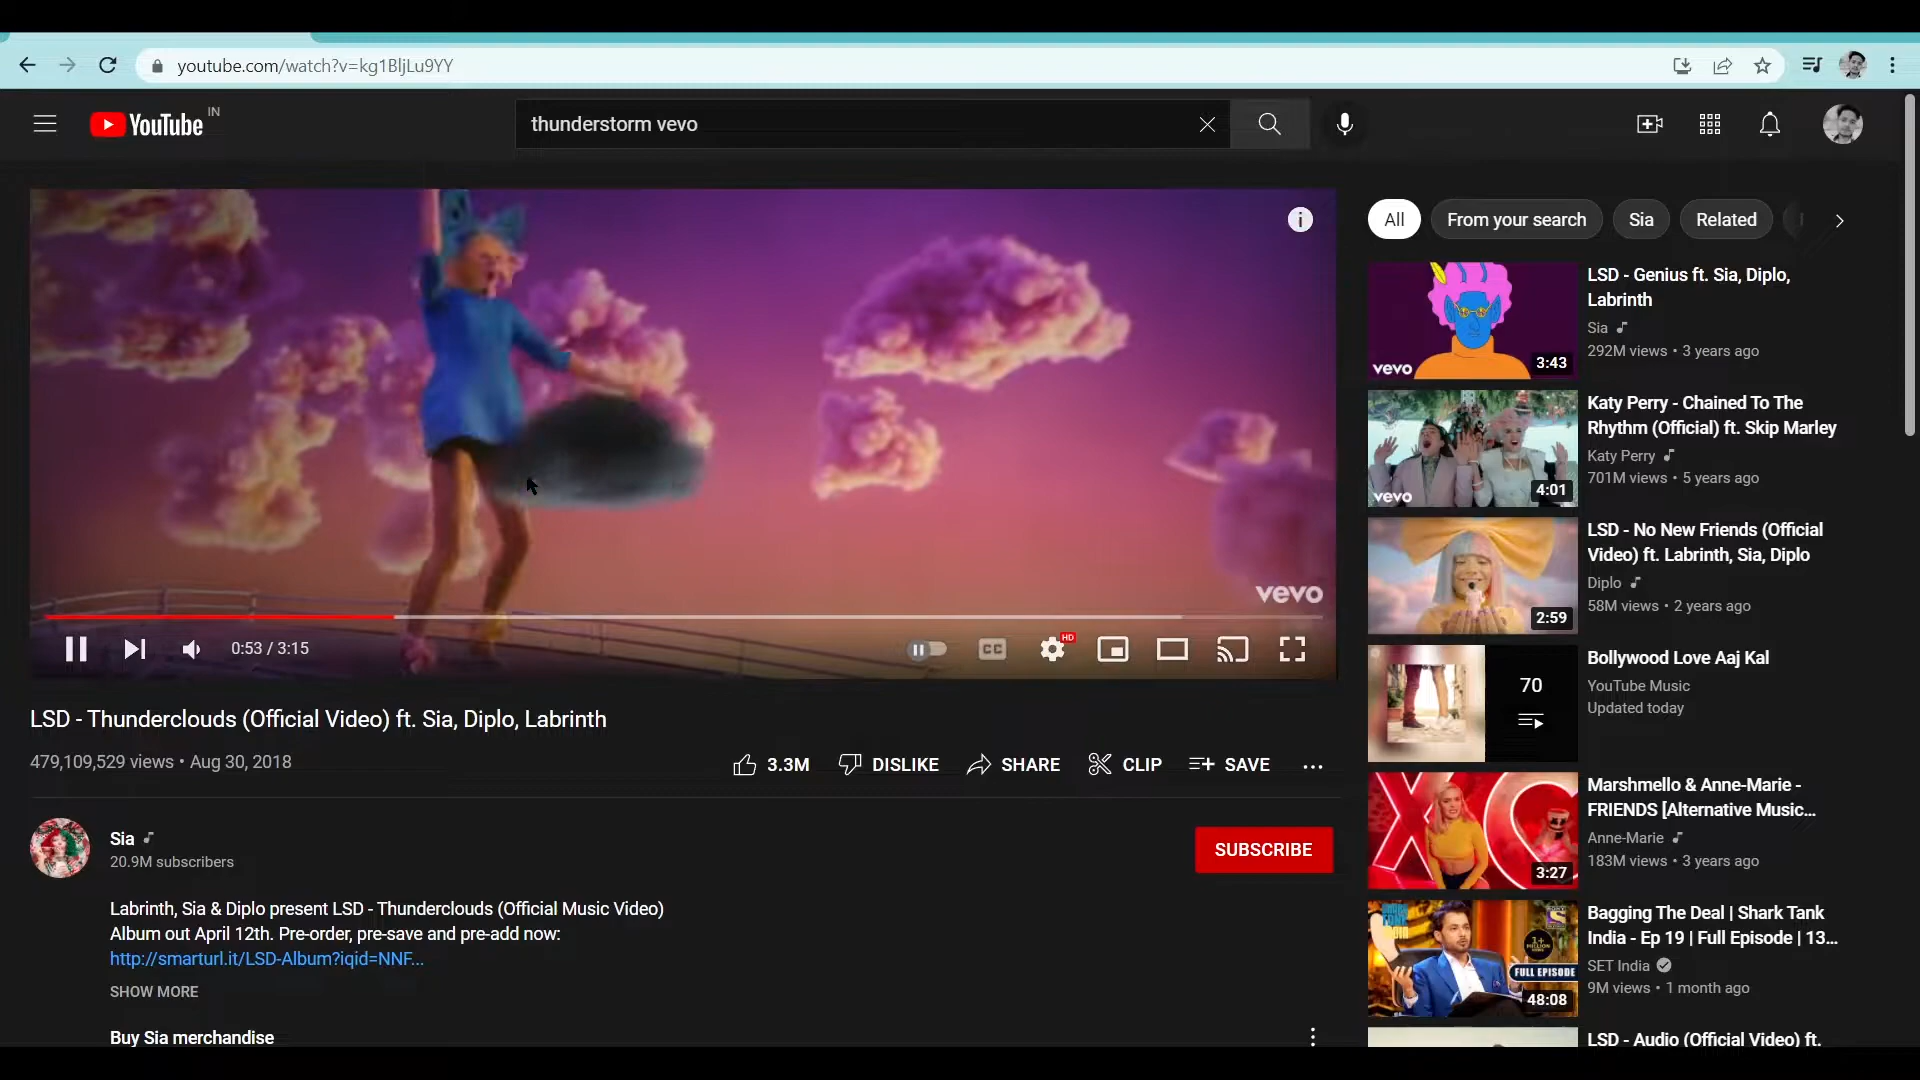 youtube.com/watch?v=kg1BljLu9YY
YouTube IN
thunderstorm vevo
vevo
0:53 / 3:15
CC
HD
LSD - Thunderclouds (Official Video) ft. Sia, Diplo, Labrinth
479,109,529 views • Aug 30, 2018
3.3M
DISLIKE
SHARE
CLIP
SAVE
Sia
20.9M subscribers
SUBSCRIBE
Labrinth, Sia & Diplo present LSD - Thunderclouds (Official Music Video)
Album out April 12th. Pre-order, pre-save and pre-add now:
http://smarturl.it/LSD-Album?iqid=NNF...
SHOW MORE
Buy Sia merchandise
All
From your search
Sia
Related
vevo
3:43
LSD - Genius ft. Sia, Diplo,
Labrinth
Sia
292M views • 3 years ago
vevo
4:01
Katy Perry - Chained To The
Rhythm (Official) ft. Skip Marley
Katy Perry
701M views • 5 years ago
2:59
LSD - No New Friends (Official
Video) ft. Labrinth, Sia, Diplo
Diplo
58M views • 2 years ago
70
Bollywood Love Aaj Kal
YouTube Music
Updated today
3:27
Marshmello & Anne-Marie -
FRIENDS [Alternative Music...
Anne-Marie
183M views • 3 years ago
FULL EPISODE
48:08
Bagging The Deal | Shark Tank
India - Ep 19 | Full Episode | 13...
SET India
9M views • 1 month ago
LSD - Audio (Official Video) ft.